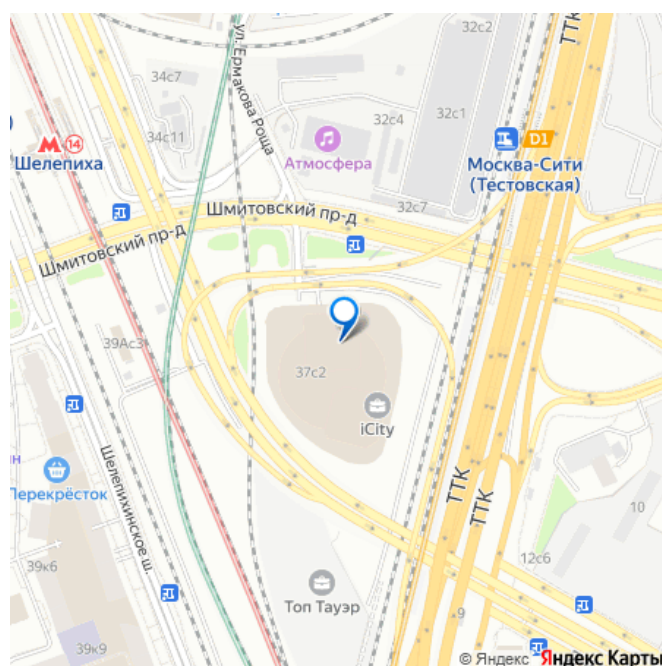 ТТК
32с2
34с7
ул. Ермакова Роща
32с4
32с1
34с11
14
Шелепиха
Атмосфера
D1
Москва-Сити
(Тестовская)
32с7
Шмитовский пр-д
Шмитовский пр-д
39Ас3
37с2
iCity
Шелепихинское ш.
Перекрёсток
ТТК
ТТК
10
39к6
12с6
Топ Тауэр
9
39к9
© Яндекс Яндекс Карты